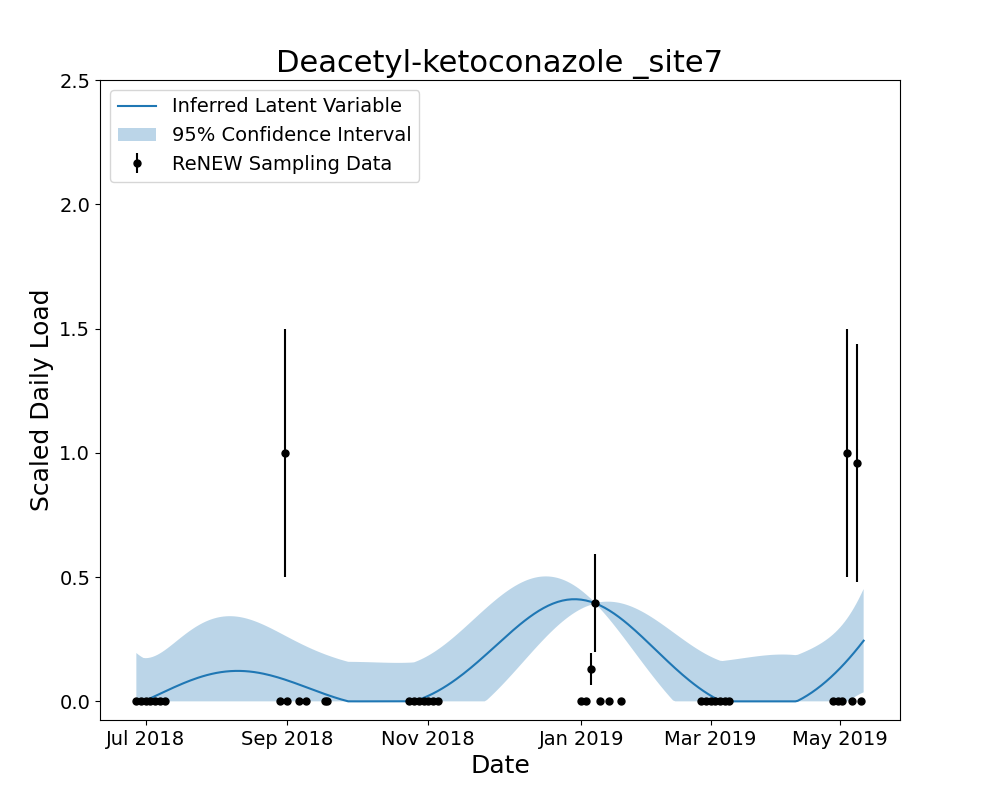 Deacetyl-ketoconazole _site7
2.5
2.0
1.5
1.0
0.5
0.0
Scaled Daily Load
Inferred Latent Variable
95% Confidence Interval
ReNEW Sampling Data
Jul 2018 Sep 2018 Nov 2018 Jan 2019 Mar 2019 May 2019
Date